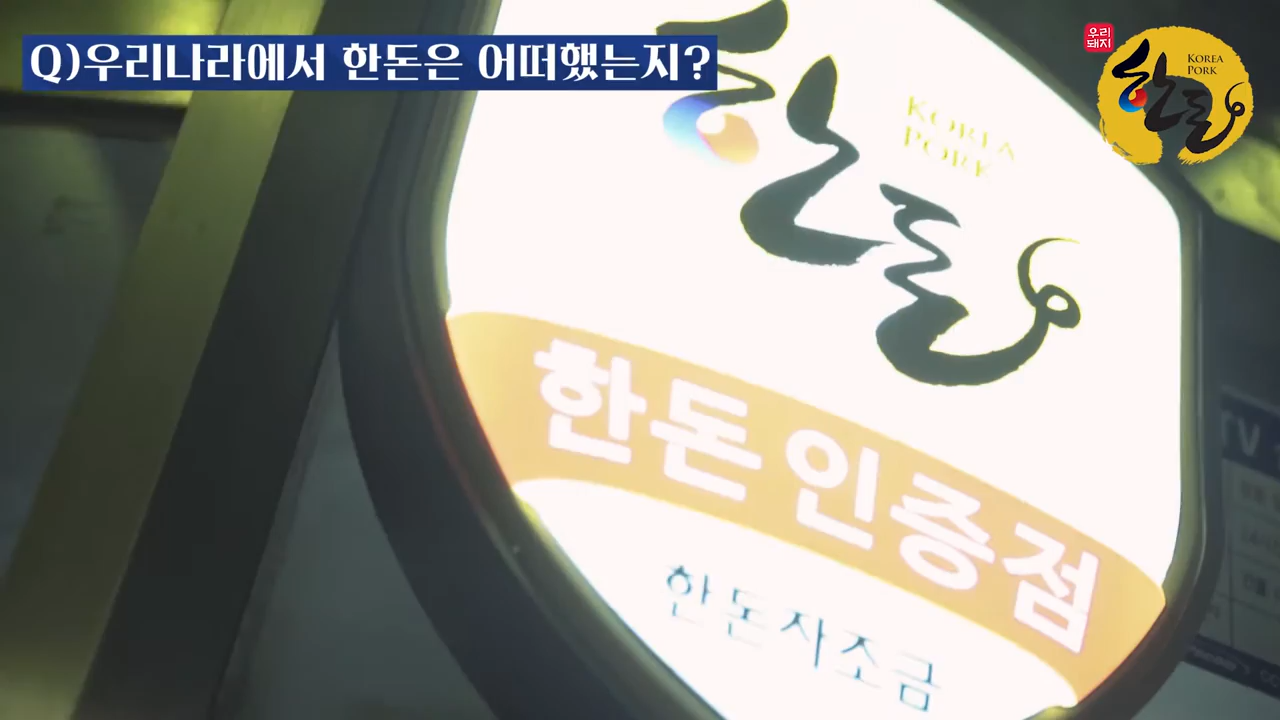 Q)우리나라에서 한돈은 어떠했는지?
우리
돼지
KOREA
PORK
한돈
KOREA
PORK
한돈
한돈 인증점
한돈자조금
TV